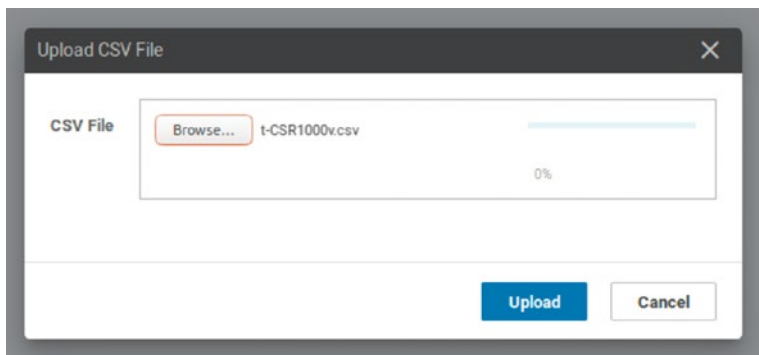 Upload CSV File
CSV File
Browse... t-CSR1000v.csv
0%
Upload Cancel